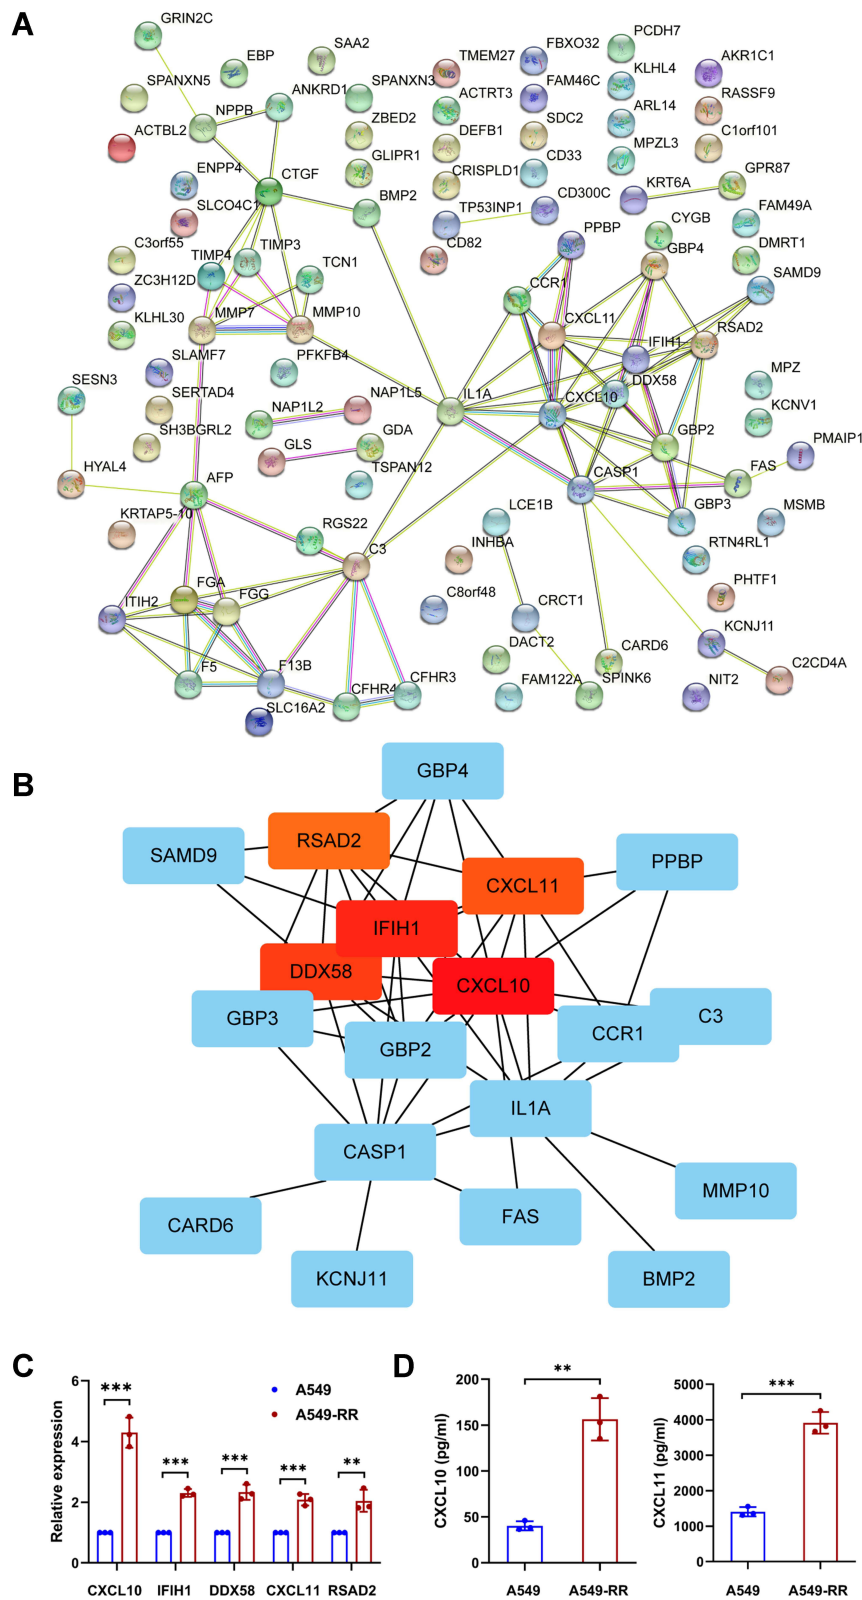 A
GRIN2C
EBP
SAA2
TMEM27
FBXO32
PCDH7
AKR1C1
SPANXN5
NPPB
ANKRD1
SPANXN3
ACTRT3
FAM46C
KLHL4
RASSF9
ACTBL2
ZBED2
DEFB1
SDC2
ARL14
C1orf101
ENPP4
CTGF
GLIPR1
CRISPLD1
CD33
MPZL3
GPR87
SLCO4C1
BMP2
TP53INP1
CD300C
KRT6A
FAM49A
C3orf55
TIMP4
TIMP3
CD82
PPBP
CYGB
GBP4
DMRT1
ZC3H12D
TCN1
CCR1
SAMD9
KLHL30
MMP7
MMP10
CXCL11
IFIH1
RSAD2
SLAMF7
PFKFB4
DDX58
MPZ
SESN3
SERTAD4
NAP1L2
NAP1L5
IL1A
CXCL10
KCNV1
SH3BGRL2
GLS
GDA
GBP2
PMAIP1
HYAL4
AFP
TSPAN12
CASP1
FAS
KRTAP5-10
RGS22
C3
LCE1B
GBP3
MSMB
INHBA
RTN4RL1
ITIH2
FGA
FGG
C8orf48
CRCT1
PHTF1
F5
F13B
CFHR4
CFHR3
DACT2
CARD6
KCNJ11
C2CD4A
SLC16A2
FAM122A
SPINK6
NIT2
B
GBP4
RSAD2
SAMD9
PPBP
CXCL11
IFIH1
DDX58
CXCL10
GBP3
C3
CCR1
GBP2
IL1A
CASP1
MMP10
CARD6
FAS
KCNJ11
BMP2
C
Relative expression
6
4
2
0
***
***
***
***
**
A549
A549-RR
CXCL10 IFIH1 DDX58 CXCL11 RSAD2
D
CXCL10 (pg/ml)
200
150
100
50
0
**
A549 A549-RR
CXCL11 (pg/ml)
5000
4000
3000
2000
1000
0
***
A549 A549-RR